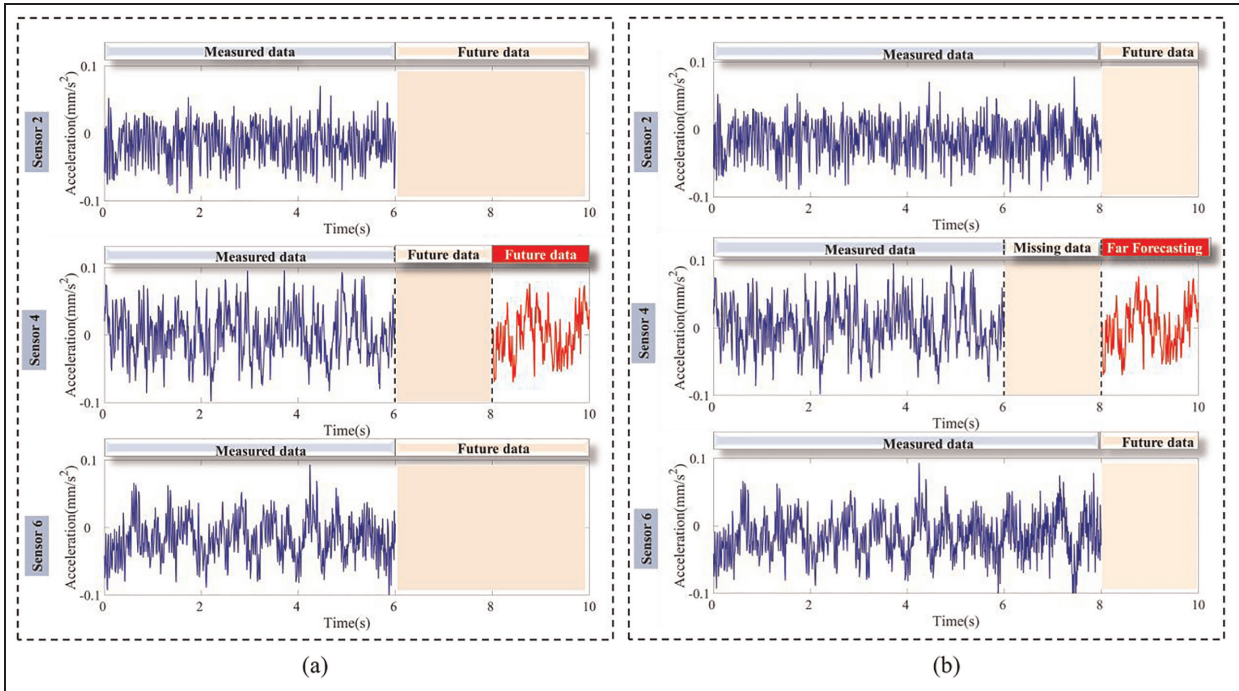 Measured data Future data
0.1
0
-0.1
Sensor 2
Acceleration(mm/s²)
0 2 4 6 8 10
Time(s)
Measured data Future data Future data
0.1
0
-0.1
Sensor 4
Acceleration(mm/s²)
0 2 4 6 8 10
Time(s)
Measured data Future data
0.1
0
-0.1
Sensor 6
Acceleration(mm/s²)
0 2 4 6 8 10
Time(s)
(a)
Measured data Future data
0.1
0
-0.1
Sensor 2
Acceleration(mm/s²)
0 2 4 6 8 10
Time(s)
Measured data Missing data Far Forecasting
0.1
0
-0.1
Sensor 4
Acceleration(mm/s²)
0 2 4 6 8 10
Time(s)
Measured data Future data
0.1
0
-0.1
Sensor 6
Acceleration(mm/s²)
0 2 4 6 8 10
Time(s)
(b)